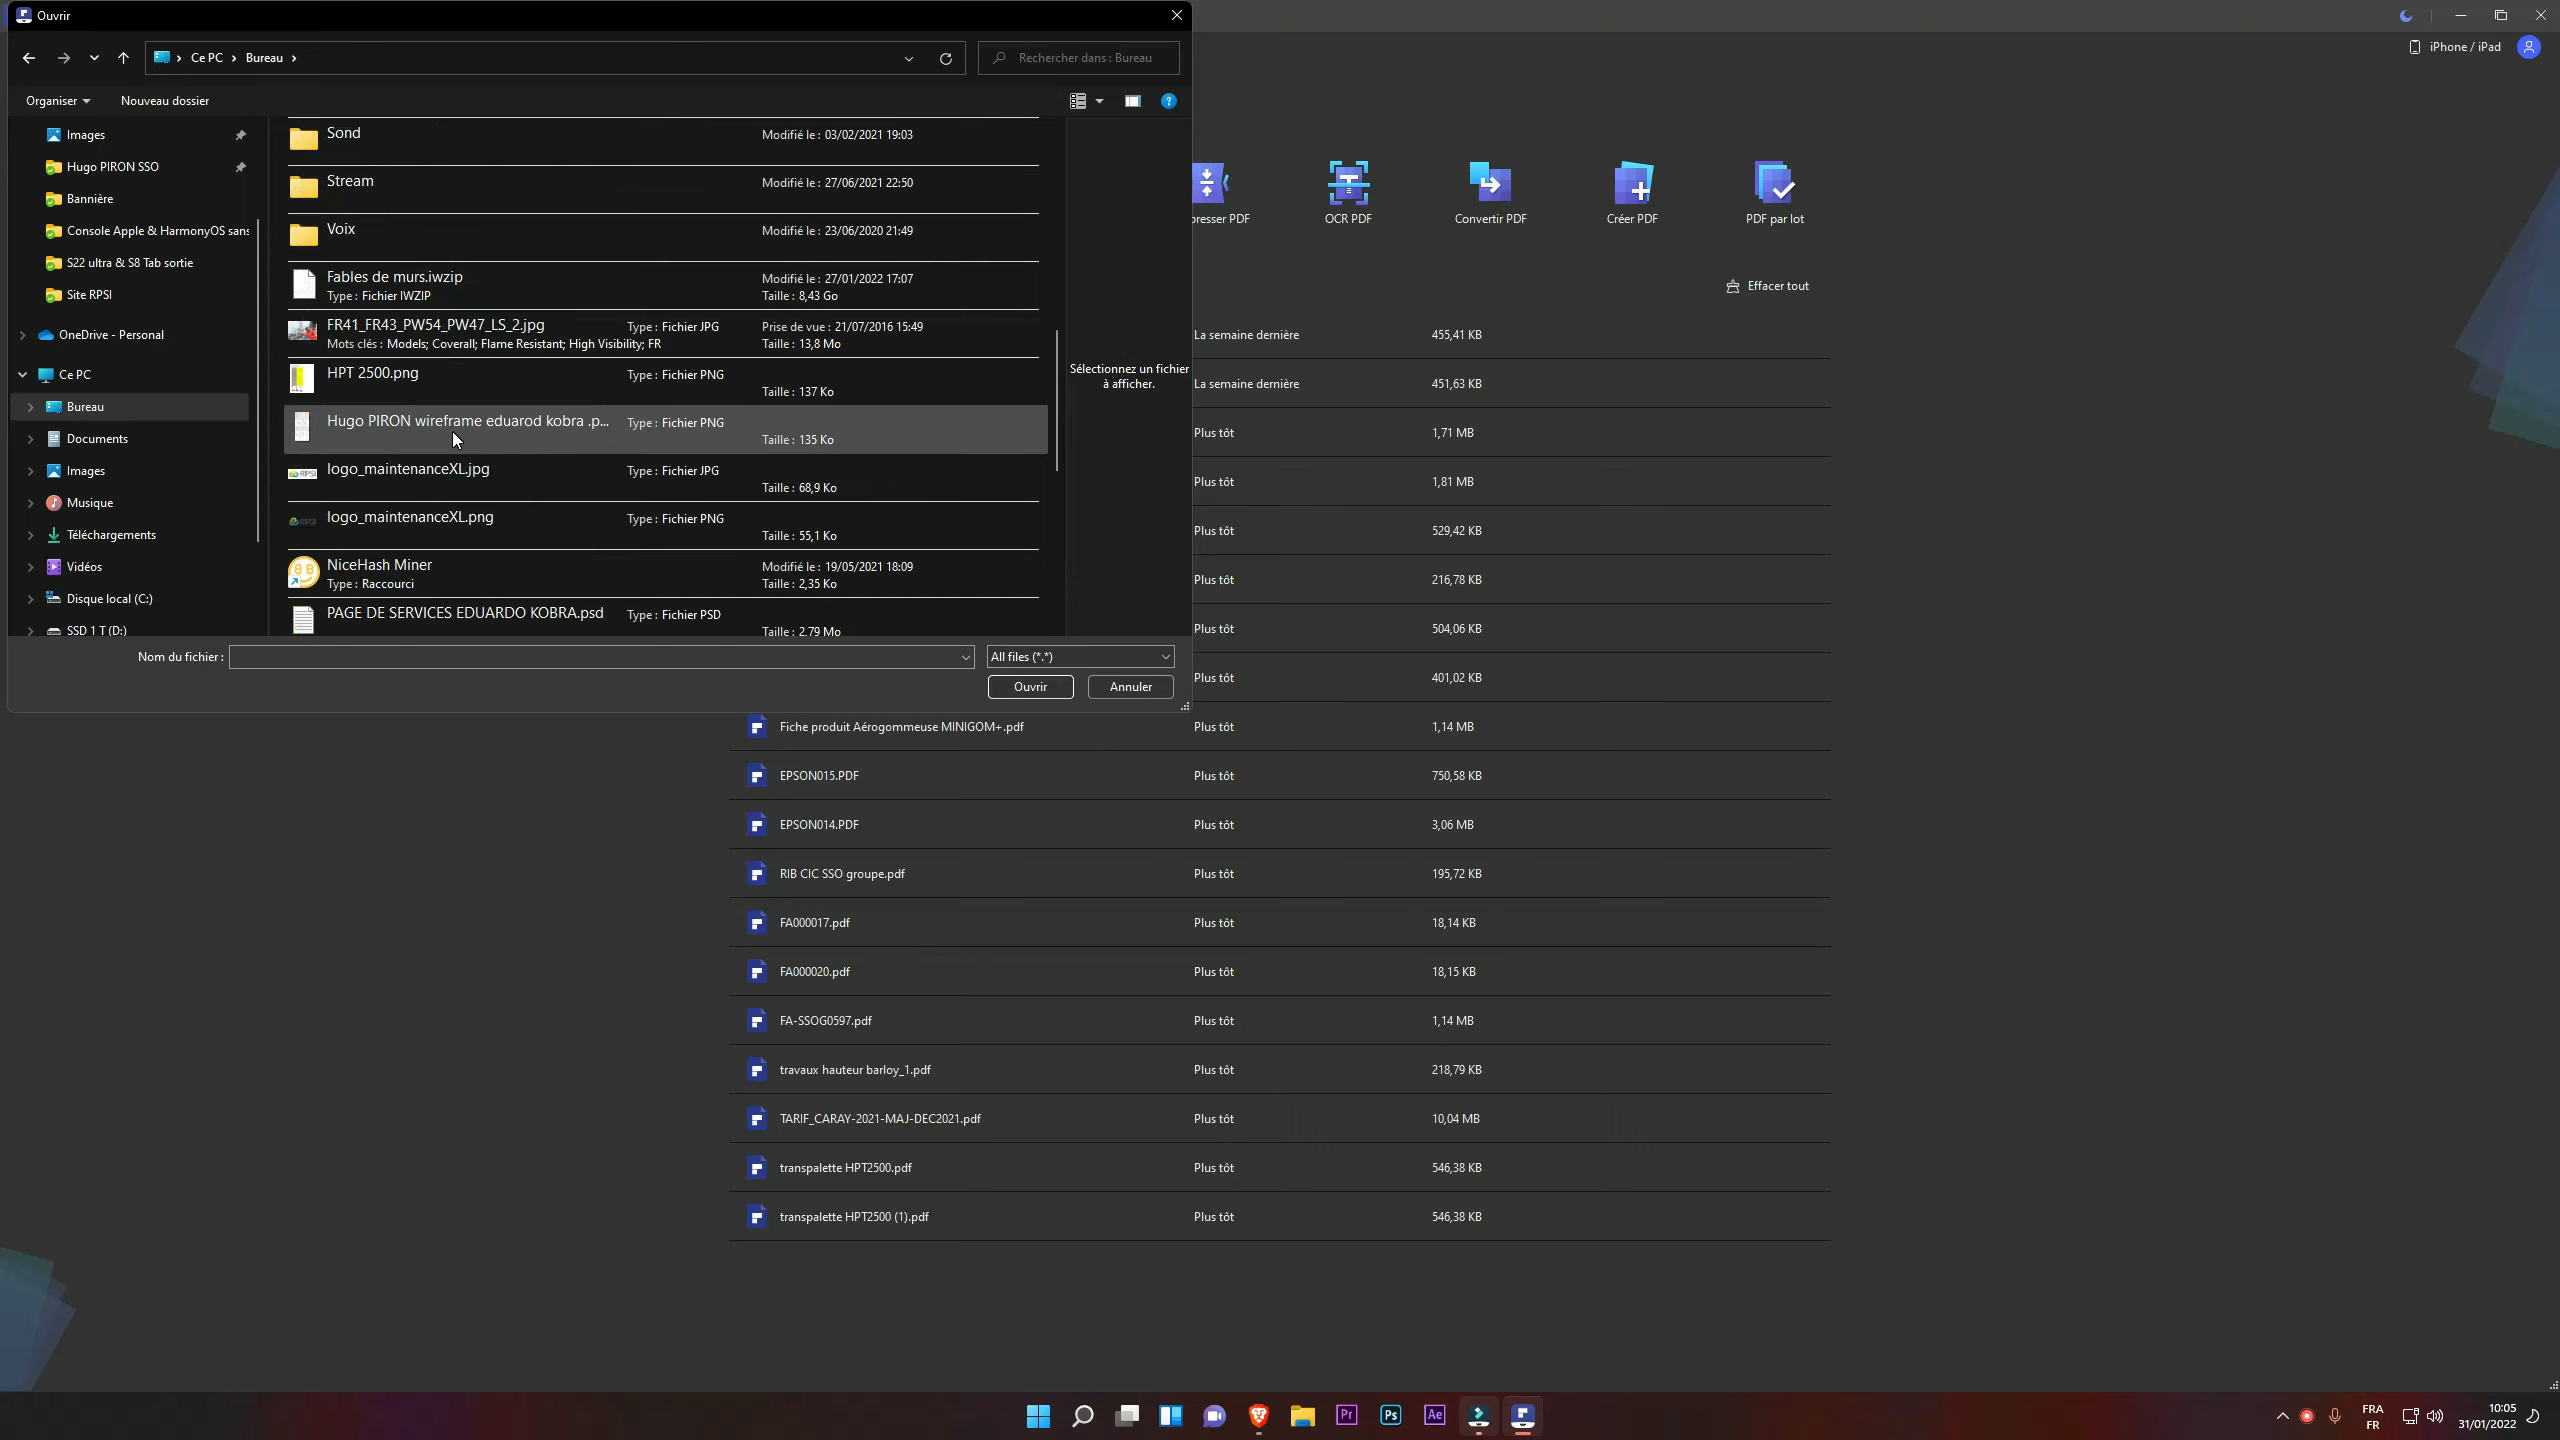 Ouvrir
iPhone / iPad
Ce PC
Bureau
Rechercher dans : Bureau
Organiser
Nouveau dossier
Images
Hugo PIRON SSO
Bannière
Console Apple & HarmonyOS sans
S22 ultra & S8 Tab sortie
Site RPSI
OneDrive - Personal
Ce PC
Bureau
Documents
Images
Musique
Téléchargements
Vidéos
Disque local (C:)
SSD 1 T (D:)
Sond
Modifié le : 03/02/2021 19:03
Stream
Modifié le : 27/06/2021 22:50
Voix
Modifié le : 23/06/2020 21:49
Fables de murs.iwzip
Modifié le : 27/01/2022 17:07
Type : Fichier IWZIP
Taille : 8,43 Go
FR41_FR43_PW54_PW47_LS_2.jpg
Type : Fichier JPG
Prise de vue : 21/07/2016 15:49
Mots clés : Models; Coverall; Flame Resistant; High Visibility; FR
Taille : 13,8 Mo
HPT 2500.png
Type : Fichier PNG
Taille : 137 Ko
Hugo PIRON wireframe eduarod kobra .p...
Type : Fichier PNG
Taille : 135 Ko
logo_maintenanceXL.jpg
Type : Fichier JPG
Taille : 68,9 Ko
logo_maintenanceXL.png
Type : Fichier PNG
Taille : 55,1 Ko
NiceHash Miner
Modifié le : 19/05/2021 18:09
Type : Raccourci
Taille : 2,35 Ko
PAGE DE SERVICES EDUARDO KOBRA.psd
Type : Fichier PSD
Taille : 2,79 Mo
Sélectionnez un fichier
à afficher.
Nom du fichier :
All files (*.*)
Ouvrir
Annuler
presser PDF
OCR PDF
Convertir PDF
Créer PDF
PDF par lot
Effacer tout
La semaine dernière 455,41 KB
La semaine dernière 451,63 KB
Plus tôt 1,71 MB
Plus tôt 1,81 MB
Plus tôt 529,42 KB
Plus tôt 216,78 KB
Plus tôt 504,06 KB
Plus tôt 401,02 KB
Fiche produit Aérogommeuse MINIGOM+.pdf Plus tôt 1,14 MB
EPSON015.PDF Plus tôt 750,58 KB
EPSON014.PDF Plus tôt 3,06 MB
RIB CIC SSO groupe.pdf Plus tôt 195,72 KB
FA000017.pdf Plus tôt 18,14 KB
FA000020.pdf Plus tôt 18,15 KB
FA-SSOG0597.pdf Plus tôt 1,14 MB
travaux hauteur barloy_1.pdf Plus tôt 218,79 KB
TARIF_CARAY-2021-MAJ-DEC2021.pdf Plus tôt 10,04 MB
transpalette HPT2500.pdf Plus tôt 546,38 KB
transpalette HPT2500 (1).pdf Plus tôt 546,38 KB
Pr
Ps
Ae
FRA
FR
10:05
31/01/2022